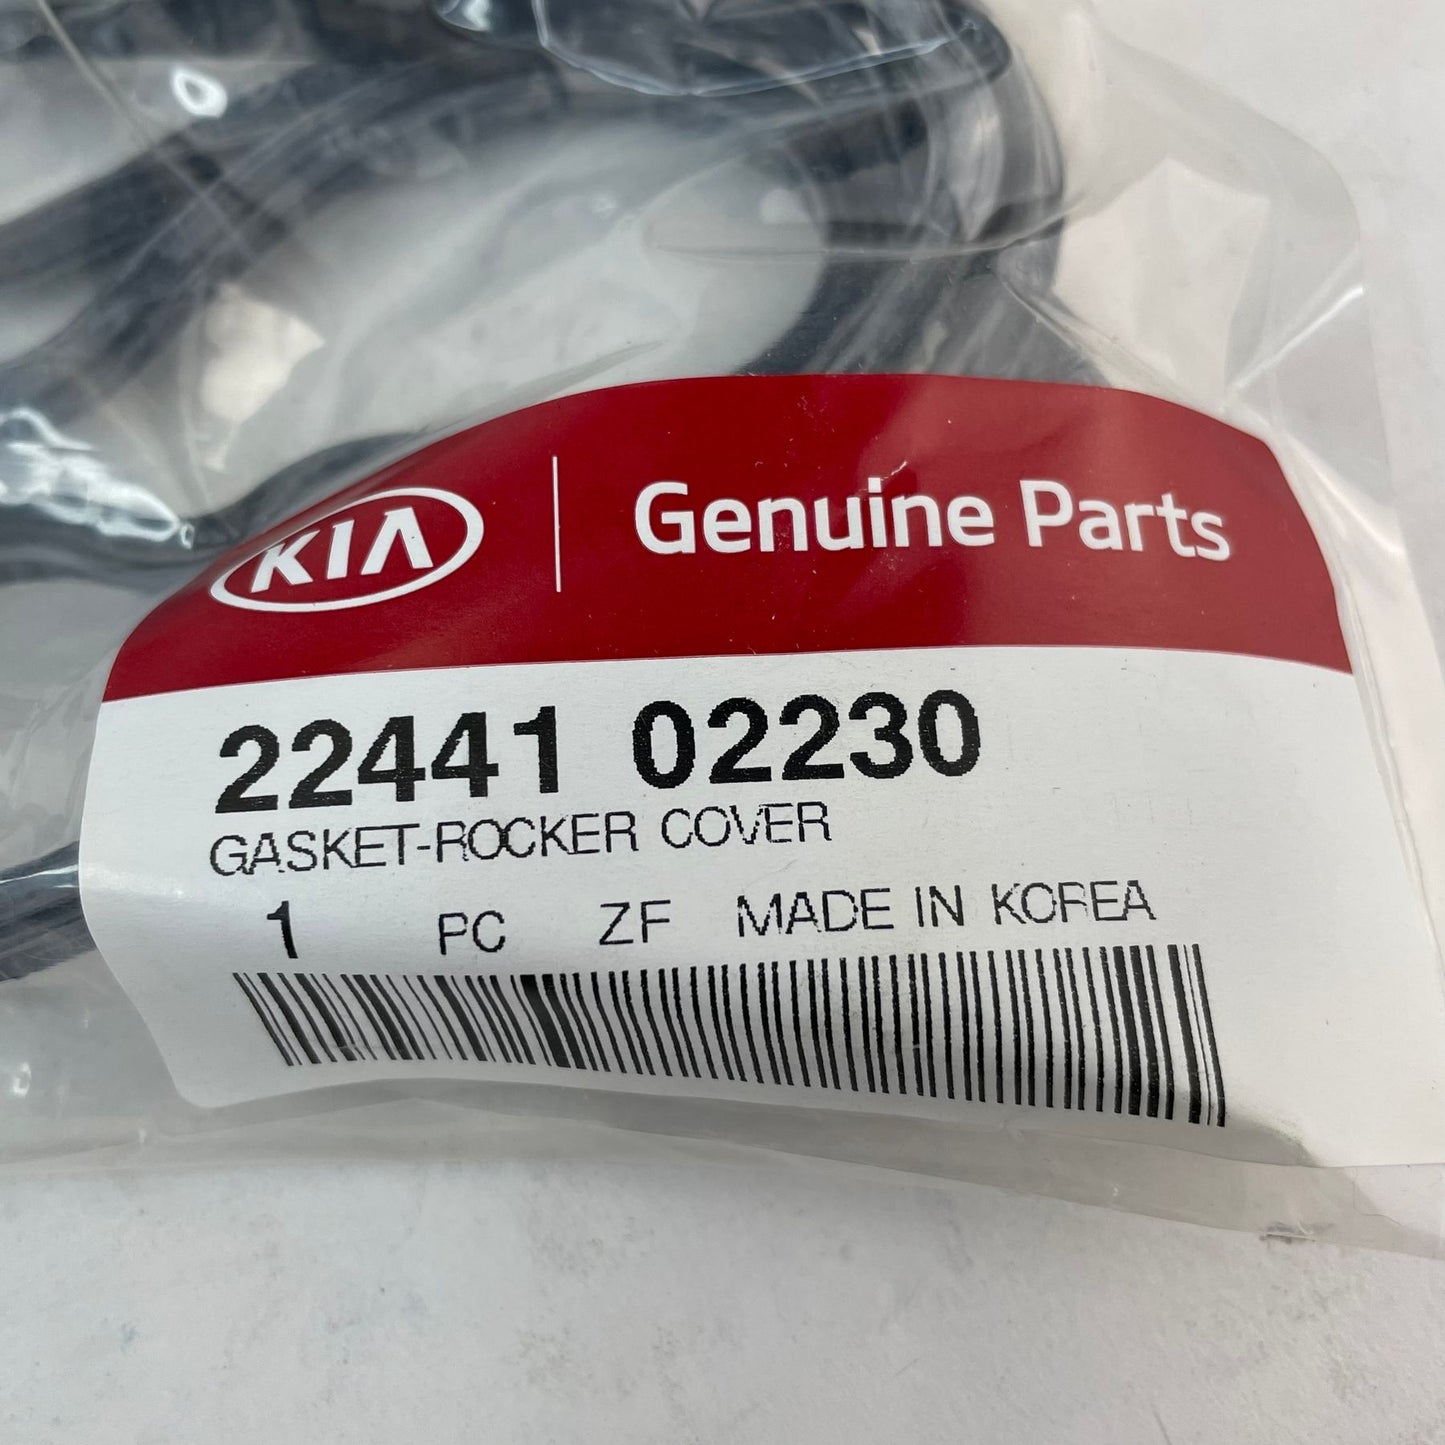 KIA Genuine Parts
22441 02230
GASKET-ROCKER COVER
1 PC ZF MADE IN KOREA